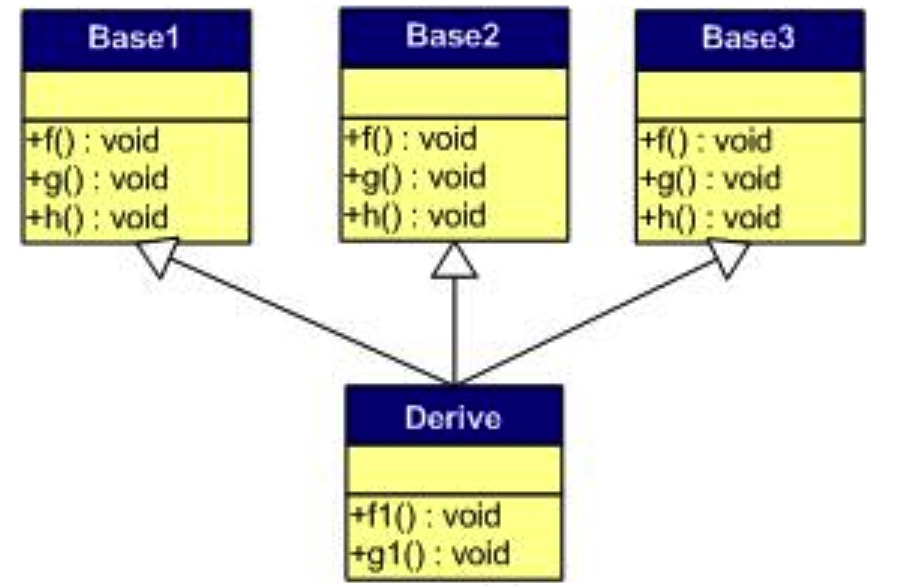 Base1
+f() : void
+g() : void
+h() : void
Base2
+f() : void
+g() : void
+h() : void
Base3
+f() : void
+g() : void
+h() : void
Derive
+f1() : void
+g1() : void